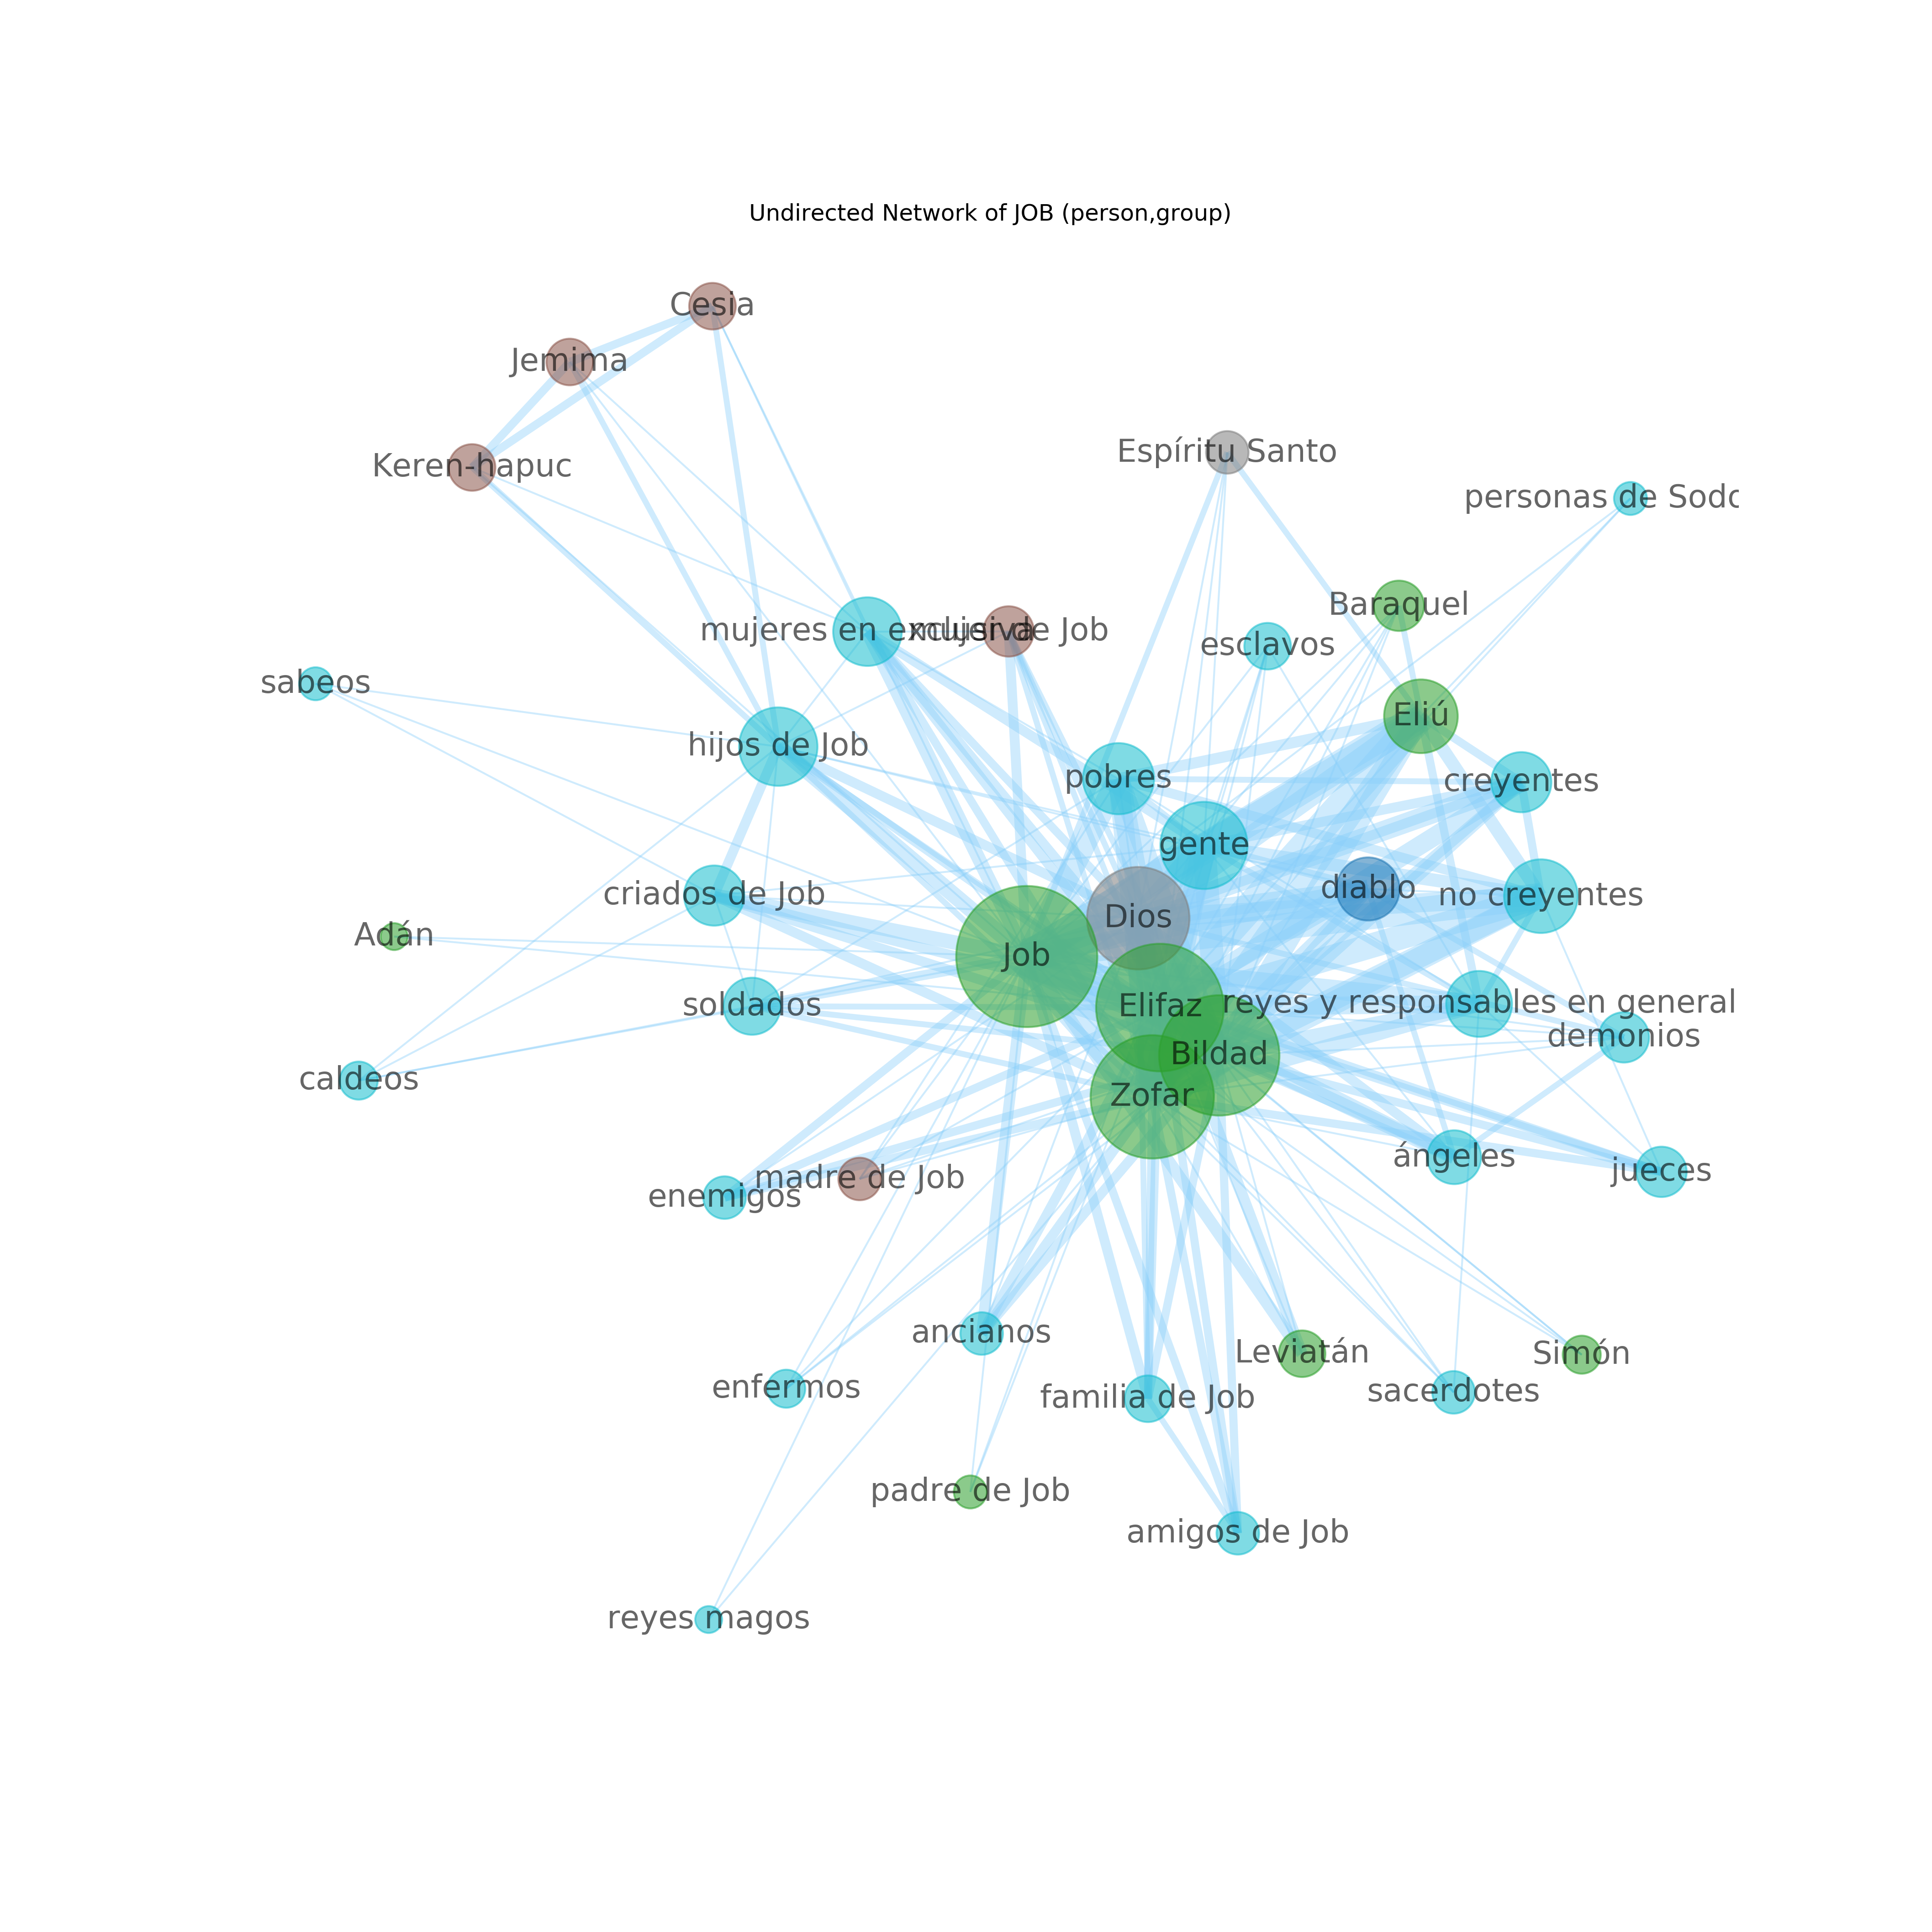 Undirected Network of JOB (person,group)
Cesia
Jemima
Keren-hapuc
Espíritu Santo
personas de Sodo
Baraquel
mujeres en exclusiva
mujer de Job
esclavos
sabeos
Eliú
hijos de Job
pobres
creyentes
gente
diablo
criados de Job
no creyentes
Dios
Adán
Job
soldados
Elifaz
reyes y responsables en general
demonios
Bildad
caldeos
Zofar
ángeles
jueces
madre de Job
enemigos
ancianos
Leviatán
Simón
enfermos
familia de Job
sacerdotes
padre de Job
amigos de Job
reyes magos